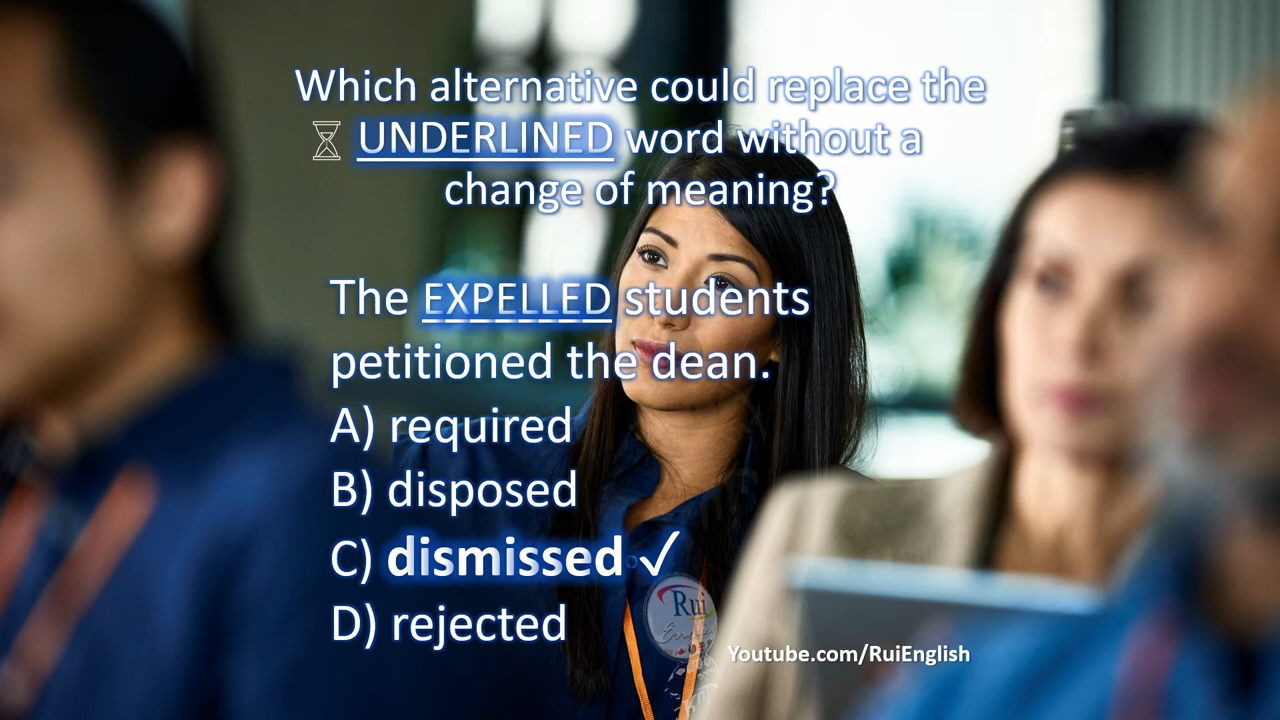 Which alternative could replace the
⏳ UNDERLINED word without a
change of meaning?
The EXPELLED students
petitioned the dean.
A) required
B) disposed
C) dismissed ✓
D) rejected
Rui
Youtube.com/RuiEnglish